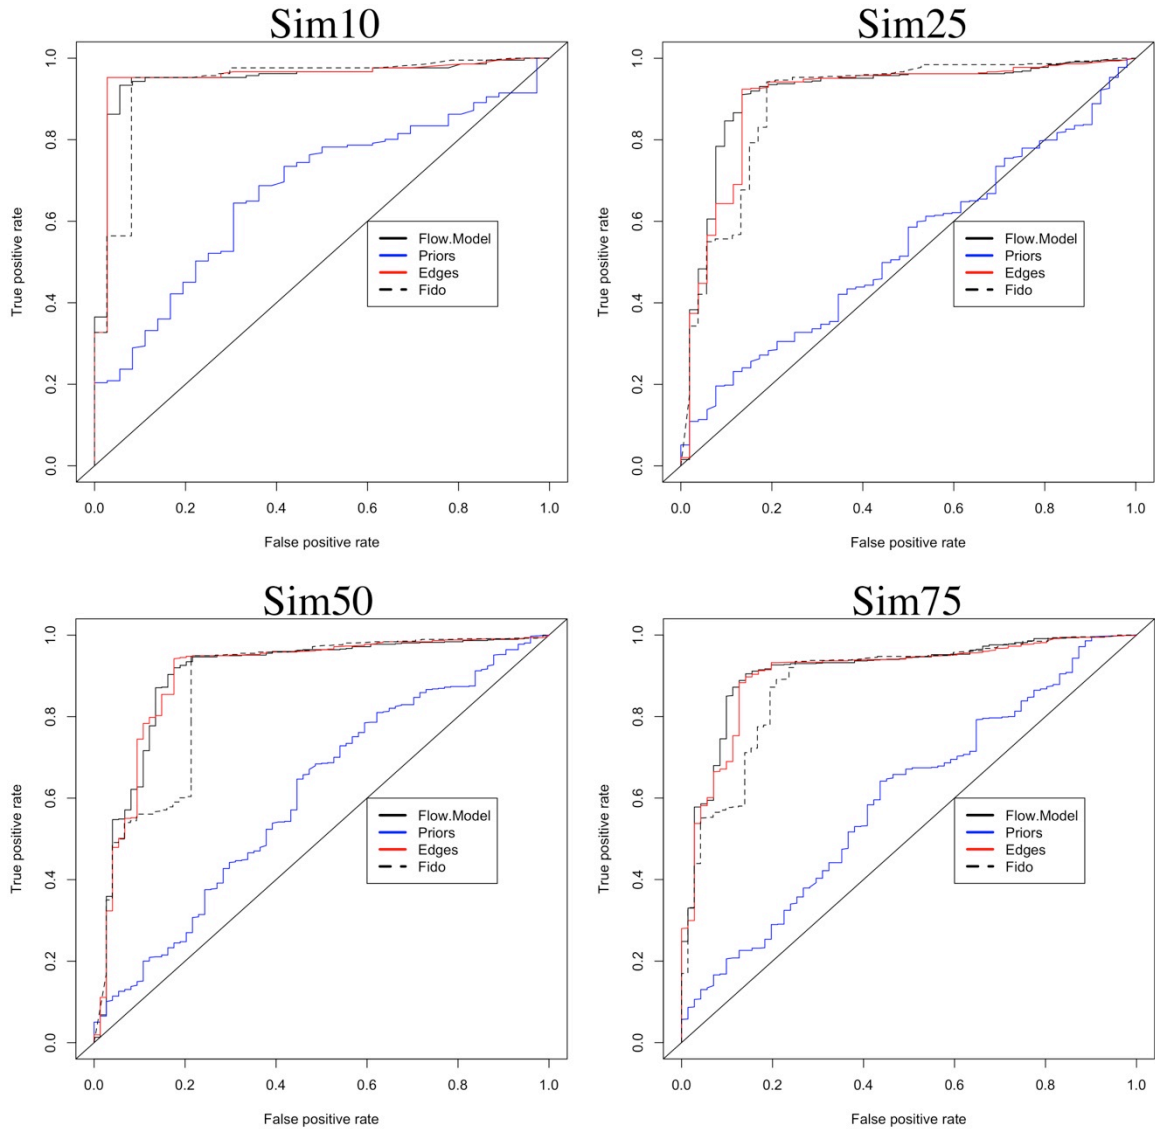 Sim10
True positive rate
1.0
0.8
0.6
0.4
0.2
0.0
Flow.Model
Priors
Edges
Fido
0.0 0.2 0.4 0.6 0.8 1.0
False positive rate
Sim25
True positive rate
1.0
0.8
0.6
0.4
0.2
0.0
Flow.Model
Priors
Edges
Fido
0.0 0.2 0.4 0.6 0.8 1.0
False positive rate
Sim50
True positive rate
1.0
0.8
0.6
0.4
0.2
0.0
Flow.Model
Priors
Edges
Fido
0.0 0.2 0.4 0.6 0.8 1.0
False positive rate
Sim75
True positive rate
1.0
0.8
0.6
0.4
0.2
0.0
Flow.Model
Priors
Edges
Fido
0.0 0.2 0.4 0.6 0.8 1.0
False positive rate